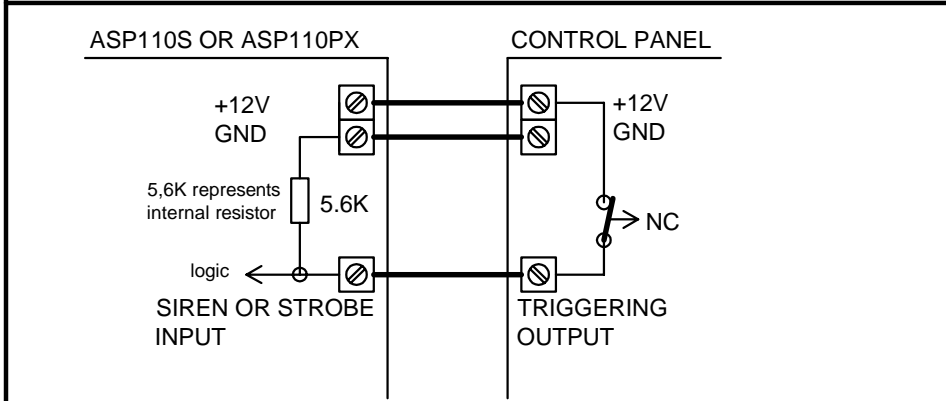 ASP110S OR ASP110PX
CONTROL PANEL
+12V
GND
+12V
GND
5,6K represents
internal resistor
5.6K
NC
logic
SIREN OR STROBE
INPUT
TRIGGERING
OUTPUT